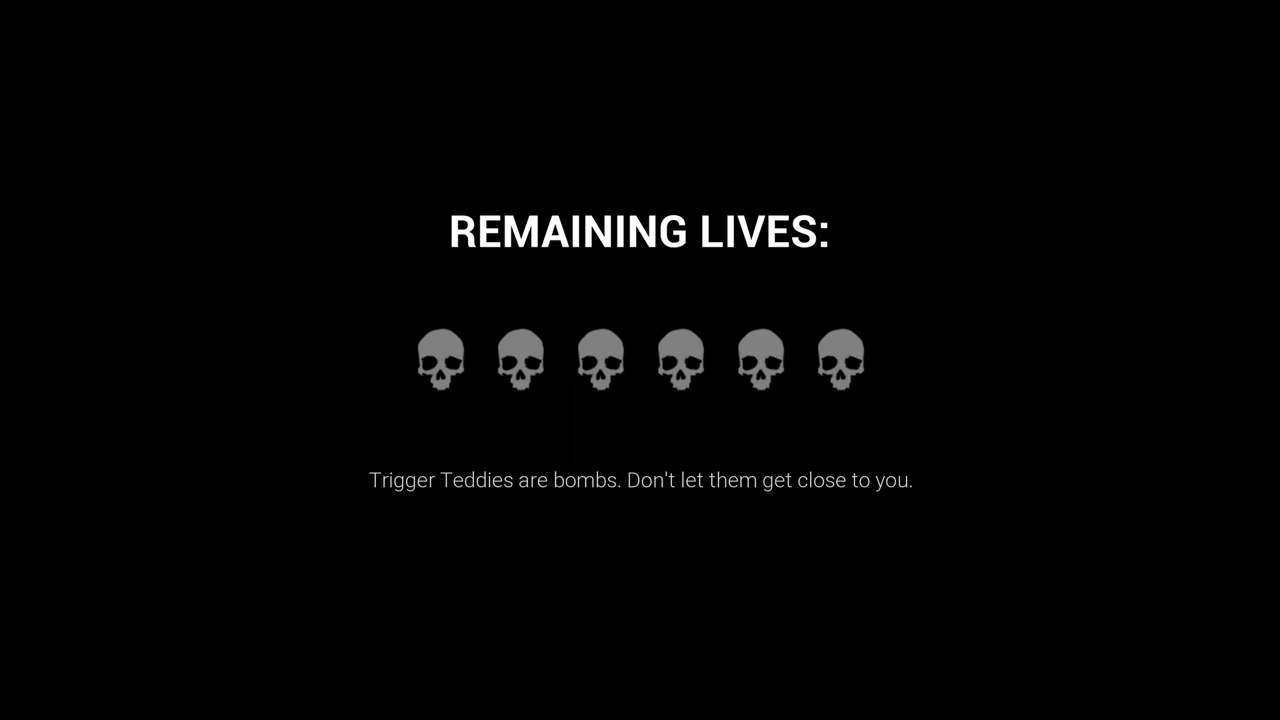 REMAINING LIVES:
Trigger Teddies are bombs. Don't let them get close to you.